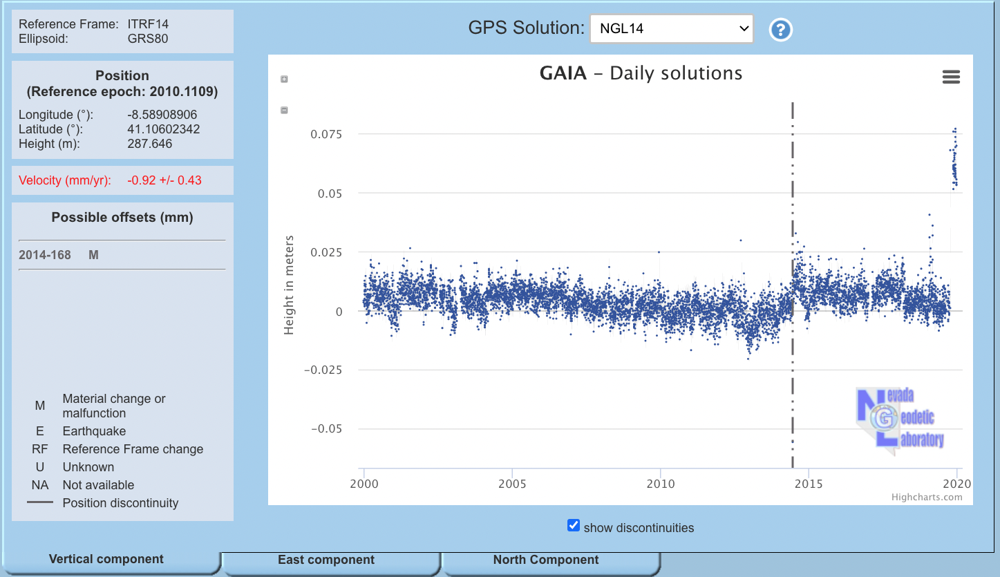 Reference Frame: ITRF14
Ellipsoid: GRS80
Position
(Reference epoch: 2010.1109)
Longitude (°): -8.58908906
Latitude (°): 41.10602342
Height (m): 287.646
Velocity (mm/yr): -0.92 +/- 0.43
Possible offsets (mm)
2014-168 M
M Material change or
malfunction
E Earthquake
RF Reference Frame change
U Unknown
NA Not available
Position discontinuity
GPS Solution: NGL14 ?
GAIA – Daily solutions
Height in meters
0.075
0.05
0.025
0
−0.025
−0.05
2000 2005 2010 2015 2020
Nevada
Geodetic
Laboratory
Highcharts.com
show discontinuities
Vertical component East component North Component